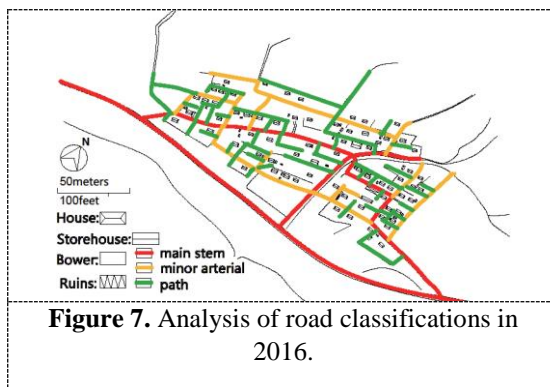 N
50meters
100feet
House:
Storehouse:
Bower:
Ruins:
main stem
minor arterial
path
Figure 7. Analysis of road classifications in
2016.